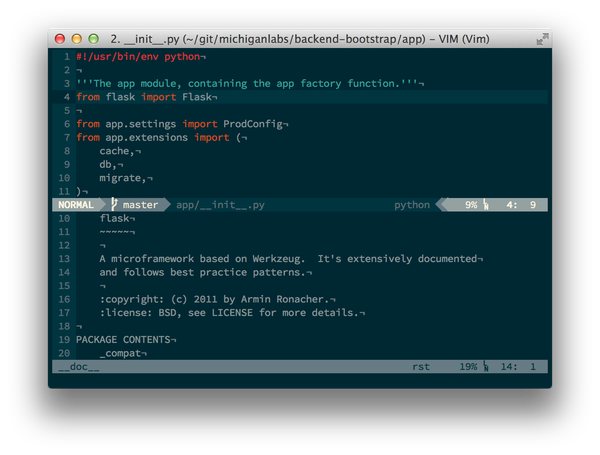 2. __init__.py (~/git/michiganlabs/backend-bootstrap/app) – VIM (Vim)
1 #!/usr/bin/env python¬
2 ¬
3 '''The app module, containing the app factory function.'''¬
4 from flask import Flask¬
5 ¬
6 from app.settings import ProdConfig¬
7 from app.extensions import (¬
8     cache,¬
9     db,¬
10     migrate,¬
11 )¬
NORMAL master app/__init__.py python 9% LN 4: 9
10     flask¬
11     ~~~~~¬
12     ¬
13     A microframework based on Werkzeug.  It's extensively documented¬
14     and follows best practice patterns.¬
15     ¬
16     :copyright: (c) 2011 by Armin Ronacher.¬
17     :license: BSD, see LICENSE for more details.¬
18 ¬
19 PACKAGE CONTENTS¬
20     _compat¬
__doc__ rst 19% LN 14: 1